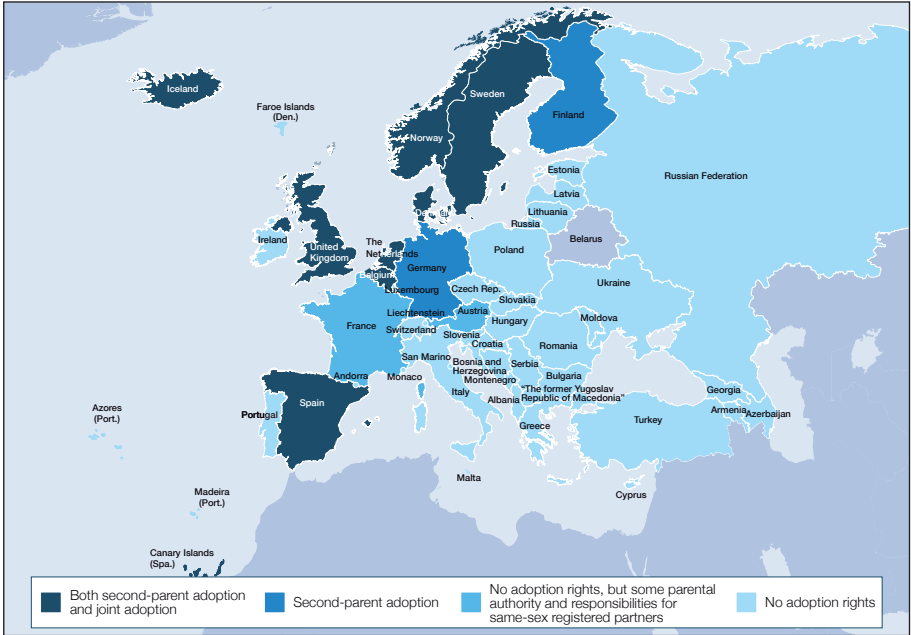 Iceland
Faroe Islands
(Den.)
Sweden
Norway
Finland
Russian Federation
Estonia
Latvia
Lithuania
Russia
Belarus
Ireland
United
Kingdom
The
Netherlands
Belgium
Germany
Luxembourg
Poland
Czech Rep.
Slovakia
Ukraine
Liechtenstein
Austria
Hungary
Moldova
France
Switzerland
Slovenia
Croatia
Romania
San Marino
Bosnia and
Herzegovina
Serbia
Montenegro
Bulgaria
Andorra
Monaco
Italy
Albania
"The former Yugoslav
Republic of Macedonia"
Georgia
Armenia
Azerbaijan
Azores
(Port.)
Portugal
Spain
Greece
Turkey
Malta
Cyprus
Madeira
(Port.)
Canary Islands
(Spa.)
Both second-parent adoption
and joint adoption
Second-parent adoption
No adoption rights, but some parental
authority and responsibilities for
same-sex registered partners
No adoption rights